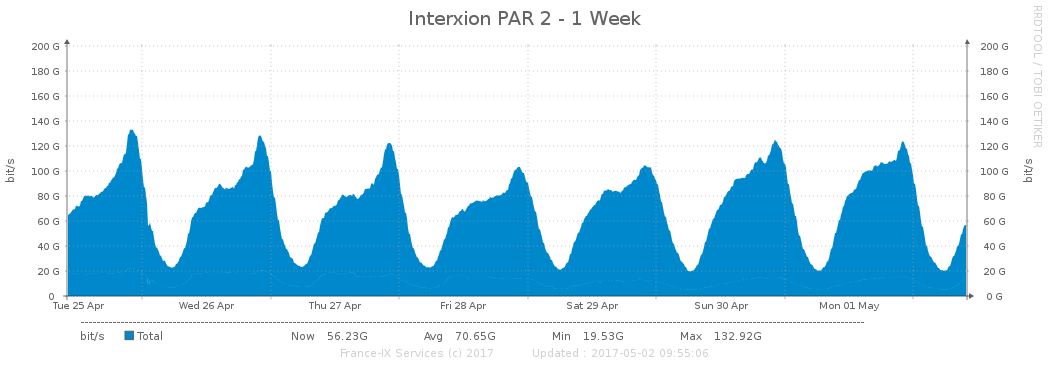 Interxion PAR 2 - 1 Week
RRDTOOL / TOBI OETIKER
200 G 200 G
180 G 180 G
160 G 160 G
140 G 140 G
120 G 120 G
100 G 100 G
80 G 80 G
60 G 60 G
40 G 40 G
20 G 20 G
0 0 G
bit/s bit/s
Tue 25 Apr Wed 26 Apr Thu 27 Apr Fri 28 Apr Sat 29 Apr Sun 30 Apr Mon 01 May
bit/s Total Now 56.23G Avg 70.65G Min 19.53G Max 132.92G
France-IX Services (c) 2017 Updated : 2017-05-02 09:55:06